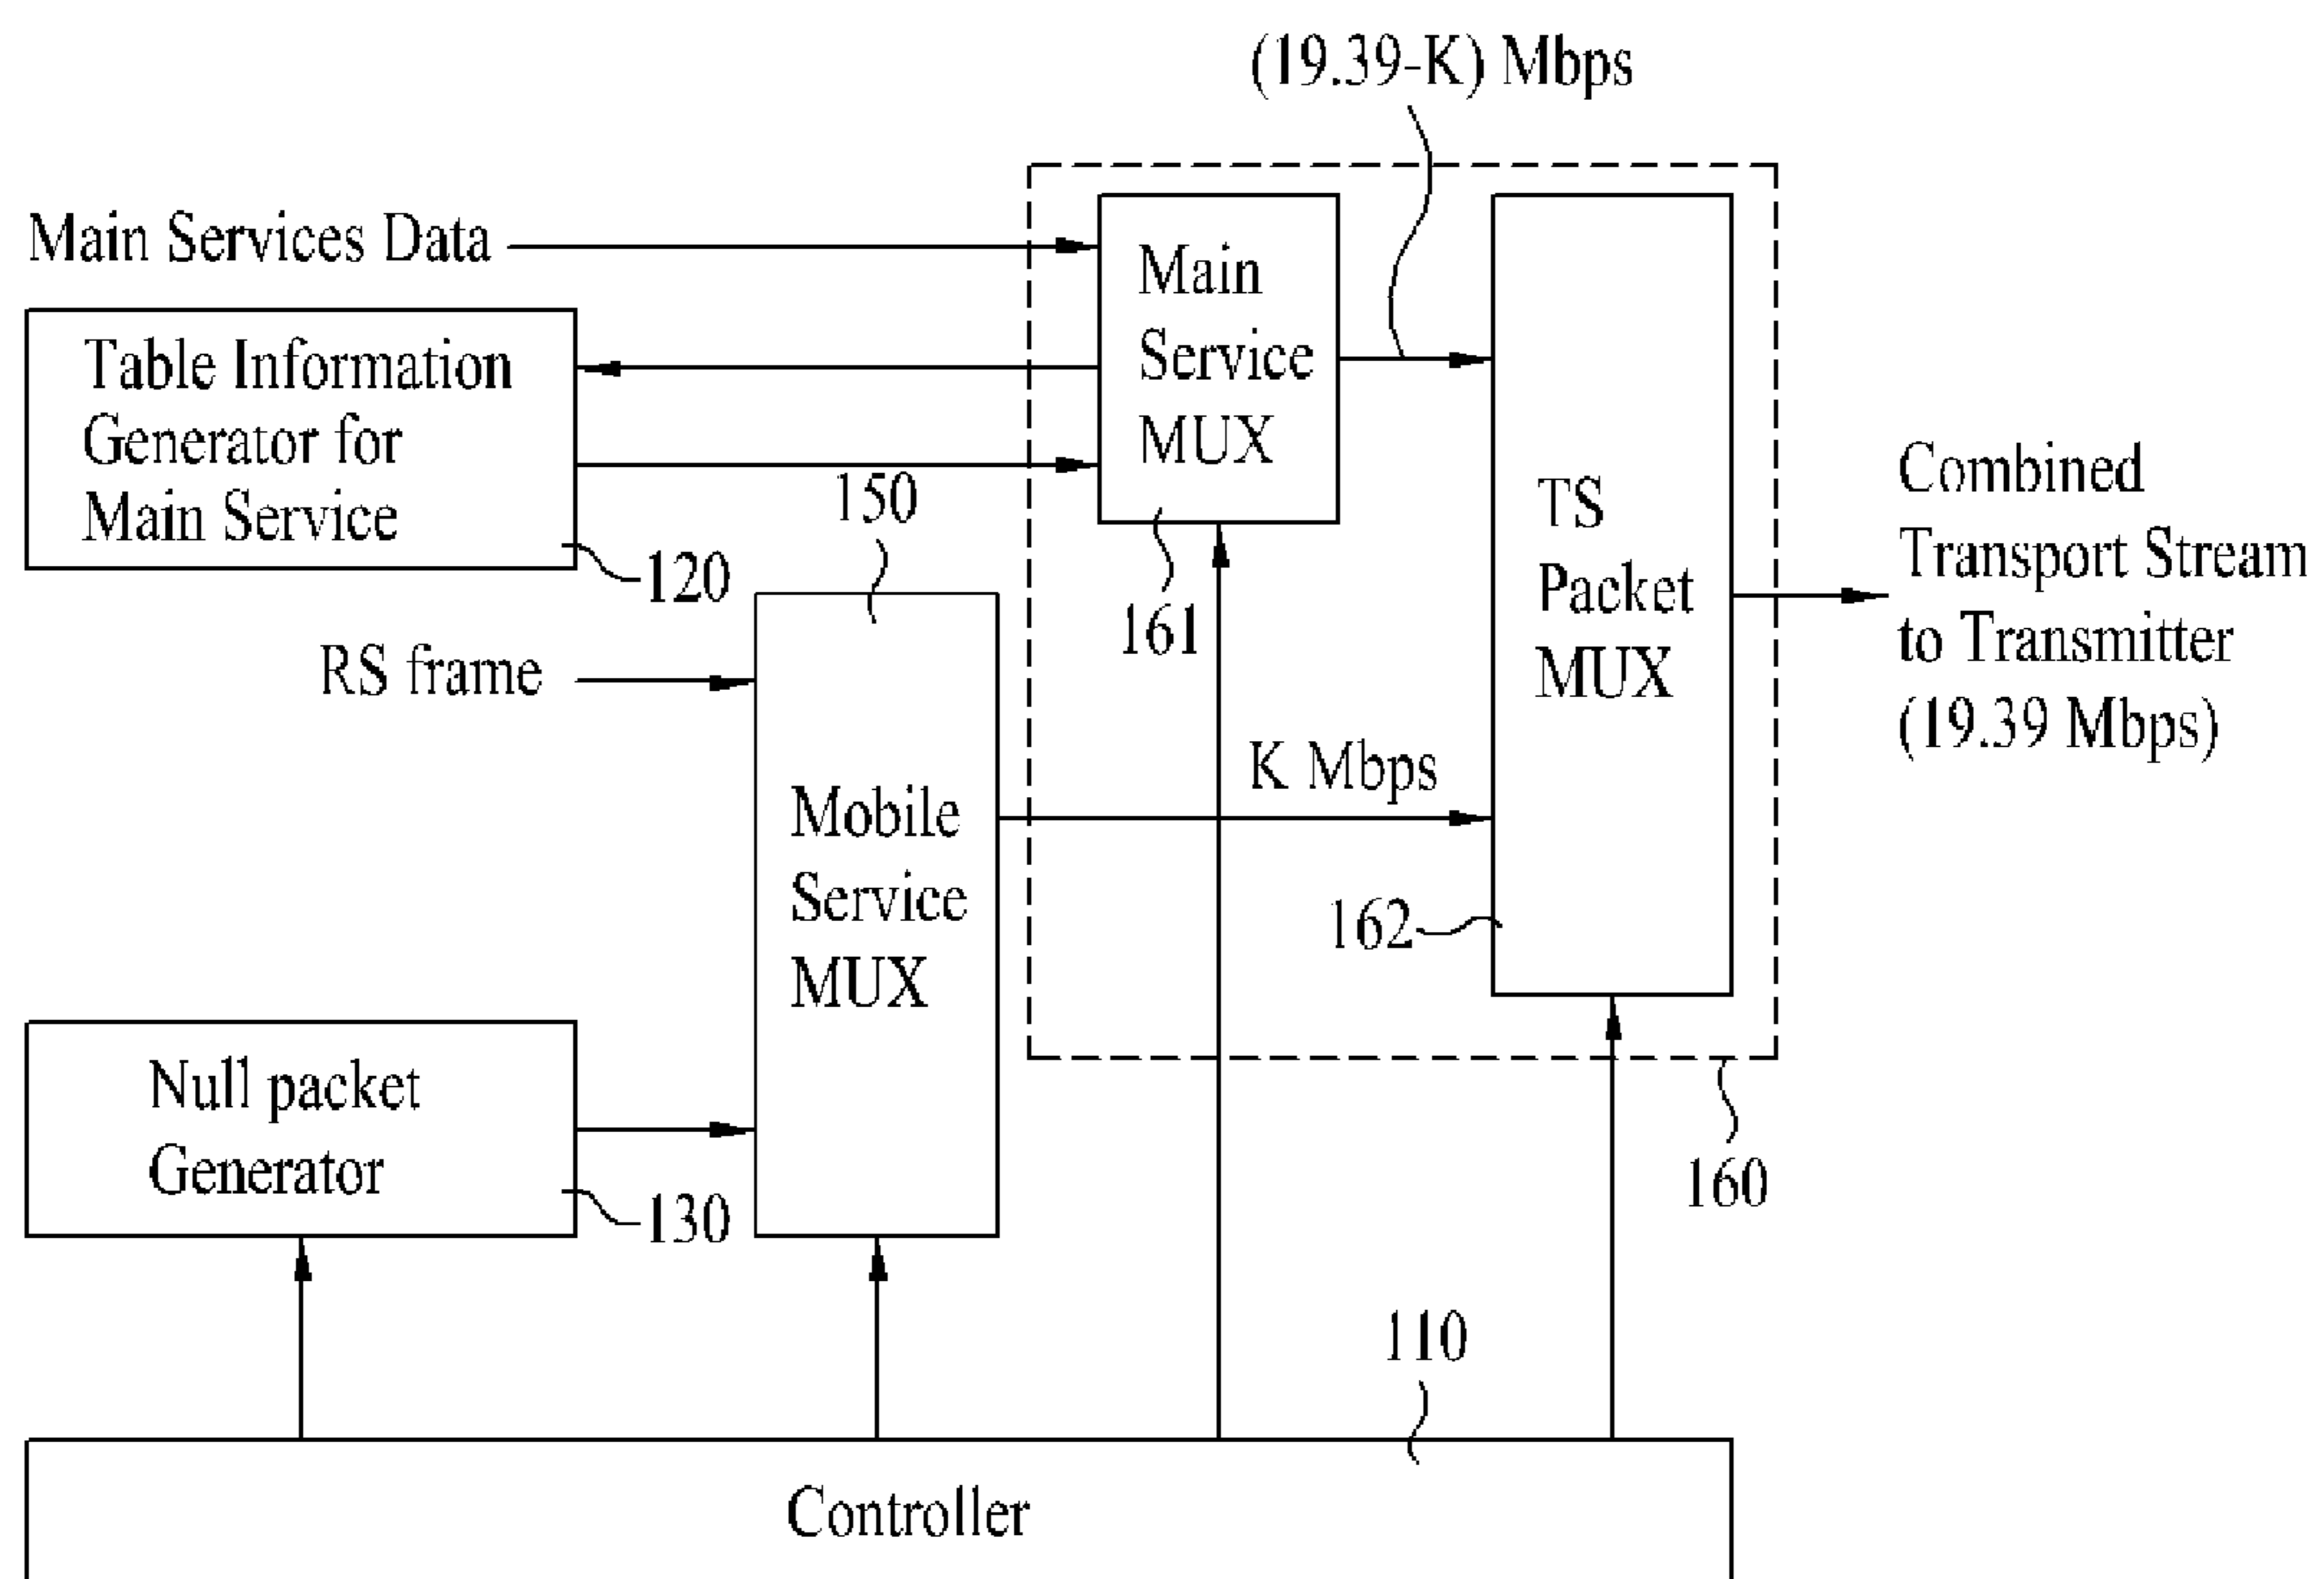 (19.39-K) Mbps
Main Services Data
Main
Service
MUX
Table Information
Generator for
Main Service
120
150
161
TS
Packet
MUX
Combined
Transport Stream
to Transmitter
(19.39 Mbps)
RS frame
Mobile
Service
MUX
K Mbps
162
Null packet
Generator
130
160
110
Controller